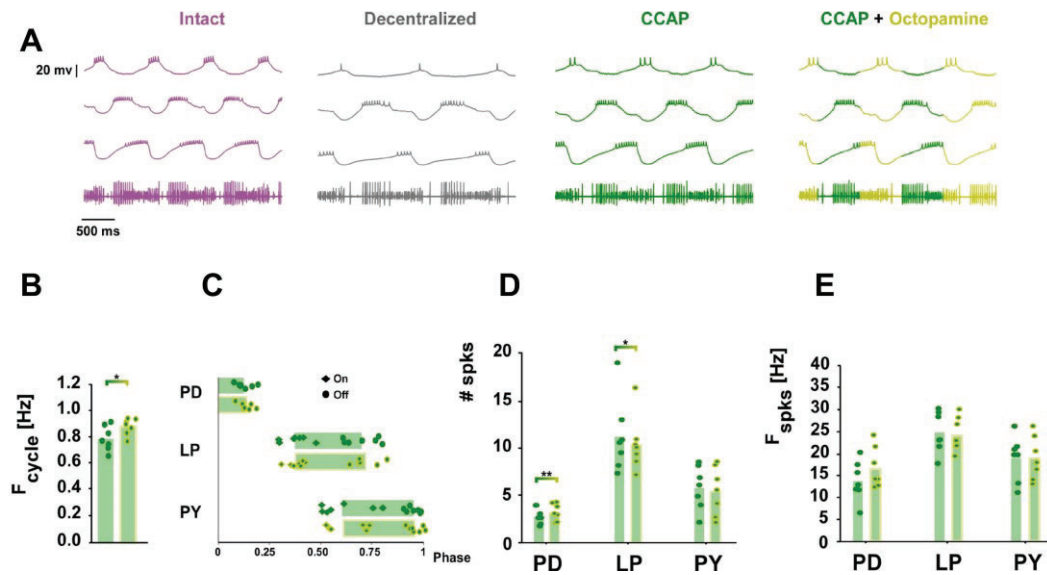 A
Intact
Decentralized
CCAP
CCAP + Octopamine
20 mv
500 ms
B
*
F cycle [Hz]
1.2
1.0
0.8
0.6
0.4
0.2
0.0
C
PD
LP
PY
On
Off
0
0.25
0.50
0.75
1
Phase
D
# spks
20
15
10
5
0
**
*
PD
LP
PY
E
F spks [Hz]
40
35
30
25
20
15
10
5
0
PD
LP
PY